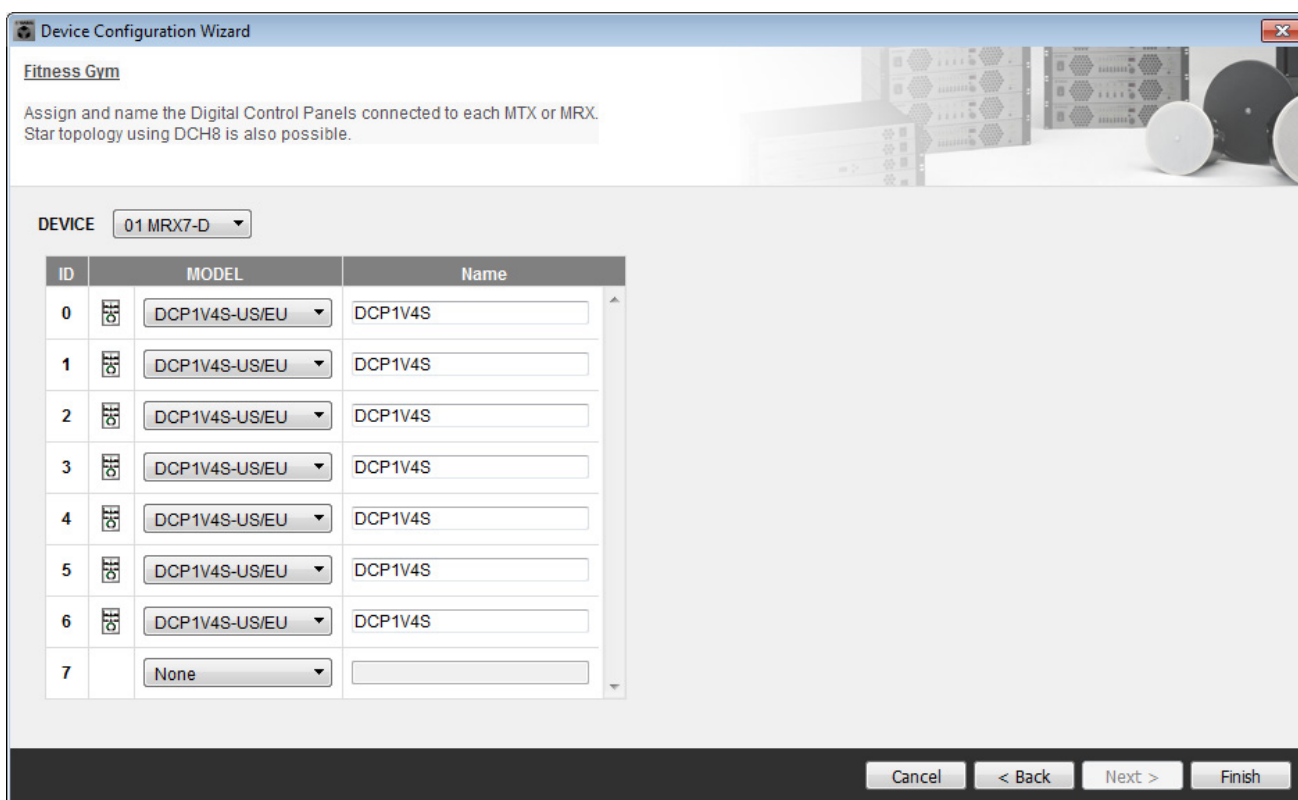 Device Configuration Wizard
Fitness Gym
Assign and name the Digital Control Panels connected to each MTX or MRX.
Star topology using DCH8 is also possible.
DEVICE 01 MRX7-D
ID MODEL Name
0 DCP1V4S-US/EU DCP1V4S
1 DCP1V4S-US/EU DCP1V4S
2 DCP1V4S-US/EU DCP1V4S
3 DCP1V4S-US/EU DCP1V4S
4 DCP1V4S-US/EU DCP1V4S
5 DCP1V4S-US/EU DCP1V4S
6 DCP1V4S-US/EU DCP1V4S
7 None
Cancel < Back Next > Finish